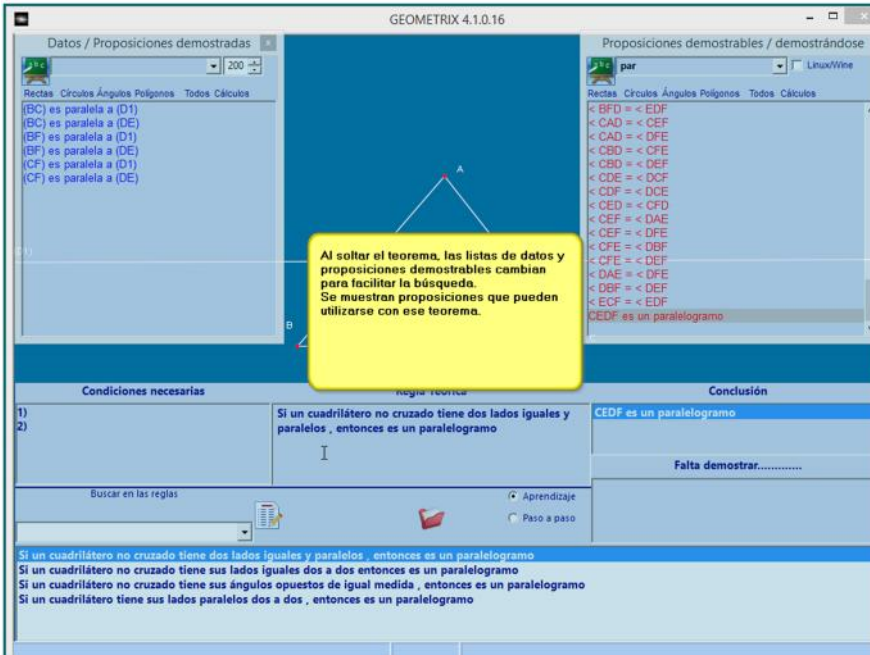 GEOMETRIX 4.1.0.16
Datos / Proposiciones demostradas
200
Rectas Círculos Ángulos Polígonos Todos Cálculos
(BC) es paralela a (D1)
(BC) es paralela a (DE)
(BF) es paralela a (D1)
(BF) es paralela a (DE)
(CF) es paralela a (D1)
(CF) es paralela a (DE)
(D1)
A
B
Proposiciones demostrables / demostrándose
par
Linux/Wine
Rectas Círculos Ángulos Polígonos Todos Cálculos
< BFD = < EDF
< CAD = < CEF
< CAD = < DFE
< CBD = < CFE
< CBD = < DEF
< CDE = < DCF
< CDF = < DCE
< CED = < CFD
< CEF = < DAE
< CEF = < DFE
< CFE = < DBF
< CFE = < DEF
< DAE = < DFE
< DBF = < DEF
< ECF = < EDF
CEDF es un paralelogramo
Al soltar el teorema, las listas de datos y
proposiciones demostrables cambian
para facilitar la búsqueda.
Se muestran proposiciones que pueden
utilizarse con ese teorema.
Condiciones necesarias
1)
2)
Regla Teórica
Si un cuadrilátero no cruzado tiene dos lados iguales y
paralelos , entonces es un paralelogramo
Conclusión
CEDF es un paralelogramo
Falta demostrar.............
Buscar en las reglas
Aprendizaje
Paso a paso
Si un cuadrilátero no cruzado tiene dos lados iguales y paralelos , entonces es un paralelogramo
Si un cuadrilátero no cruzado tiene sus lados iguales dos a dos entonces es un paralelogramo
Si un cuadrilátero no cruzado tiene sus ángulos opuestos de igual medida , entonces es un paralelogramo
Si un cuadrilátero tiene sus lados paralelos dos a dos , entonces es un paralelogramo